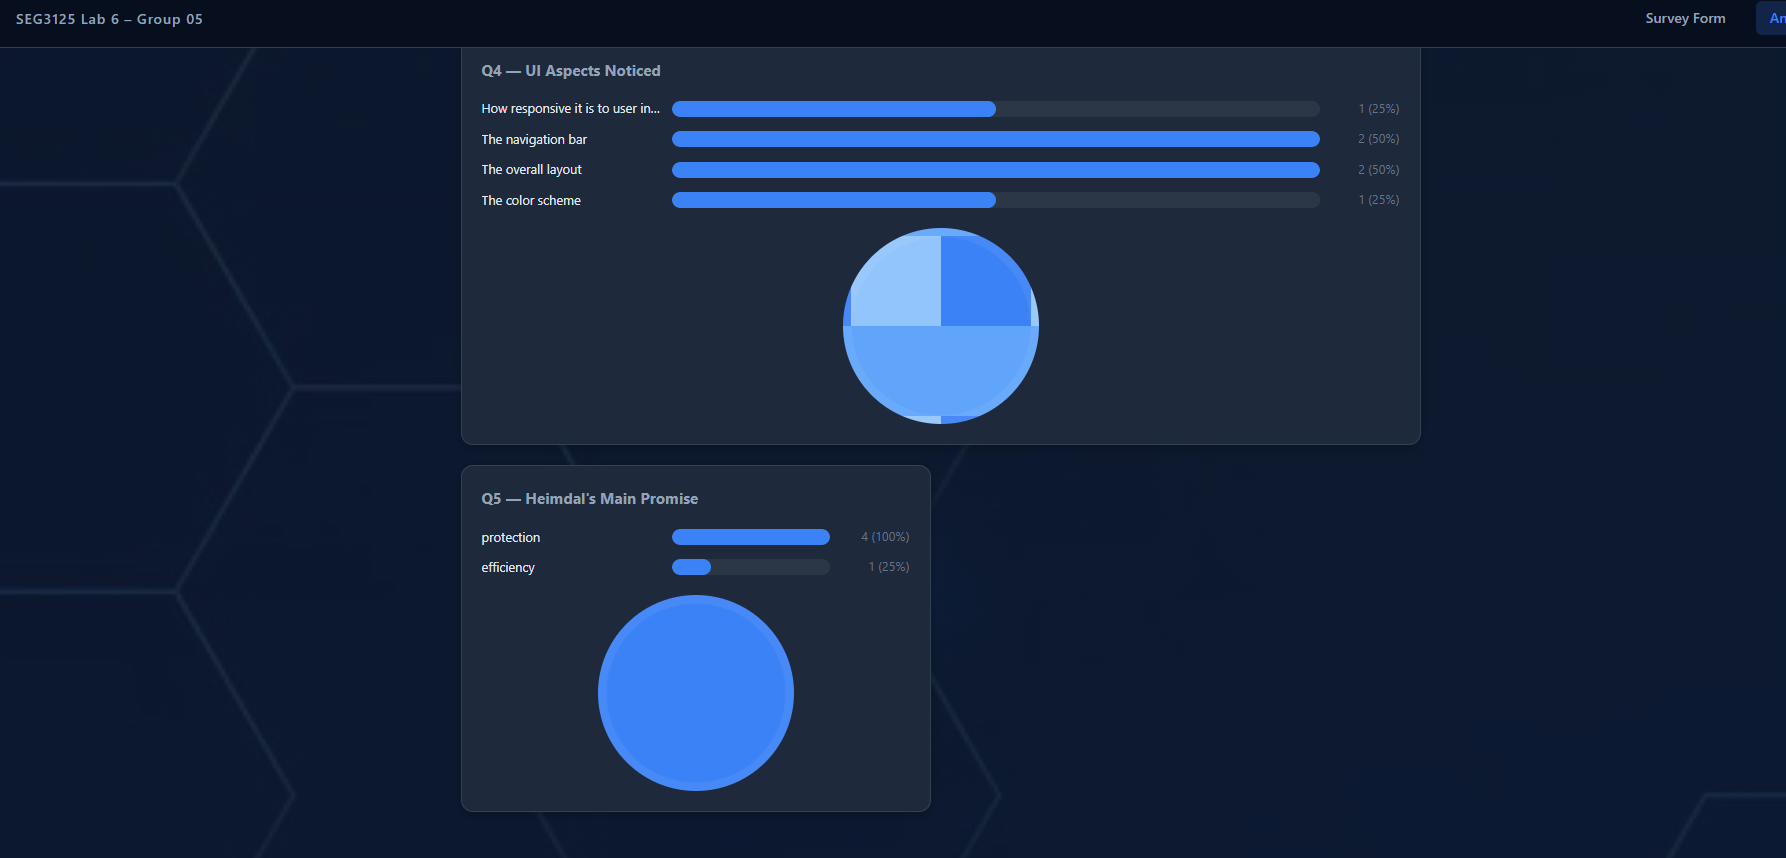 SEG3125 Lab 6 – Group 05
Survey Form
Q4 — UI Aspects Noticed
How responsive it is to user in... 1 (25%)
The navigation bar 2 (50%)
The overall layout 2 (50%)
The color scheme 1 (25%)
Q5 — Heimdal's Main Promise
protection 4 (100%)
efficiency 1 (25%)